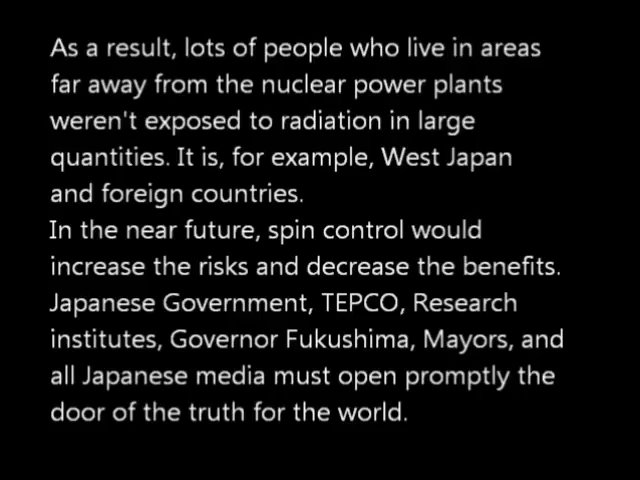 As a result, lots of people who live in areas
far away from the nuclear power plants
weren't exposed to radiation in large
quantities. It is, for example, West Japan
and foreign countries.
In the near future, spin control would
increase the risks and decrease the benefits.
Japanese Government, TEPCO, Research
institutes, Governor Fukushima, Mayors, and
all Japanese media must open promptly the
door of the truth for the world.